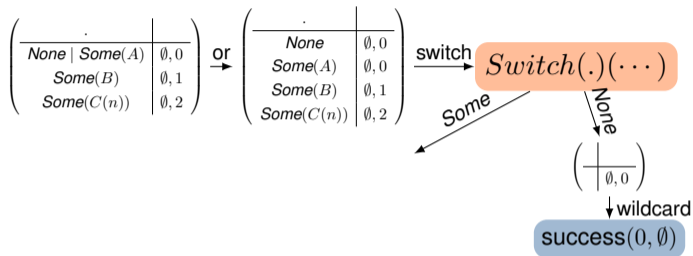 .
None | Some(A) ∅, 0
Some(B) ∅, 1
Some(C(n)) ∅, 2
or
.
None ∅, 0
Some(A) ∅, 0
Some(B) ∅, 1
Some(C(n)) ∅, 2
switch
Switch(.)(⋯)
Some
None
∅, 0
wildcard
success(0, ∅)